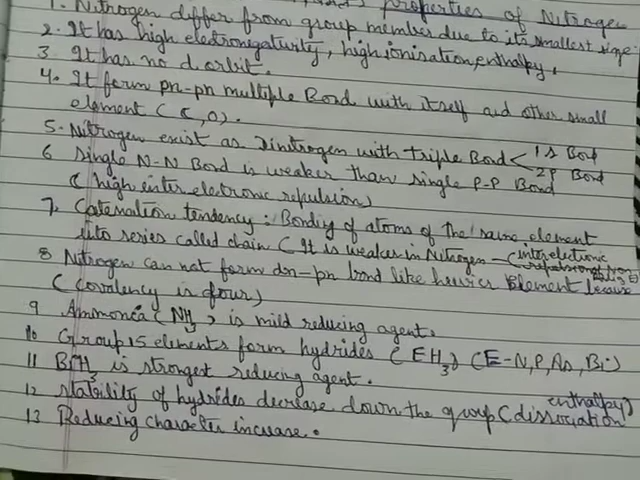 properties of Nitrogen
1. Nitrogen differ from group member due to its smallest size.
2. It has high electronegativity, high ionisation enthalpy,
3 It has no d orbit.
4. It form pπ-pπ multiple Bond with itself and other small
element (C, O).
5. Nitrogen exist as Dinitrogen with triple Bond < 1 s Bond
2 P Bond
6 Single N-N Bond is weaker than single P-P Bond
(high inter electronic repulsion)
7. Catenation tendency : Bonding of atoms of the same element
into series called chain (It is weaker in Nitrogen - (interelectronic
8 Nitrogen can not form dπ-pπ bond like heavier element because
(covalency is four)
9 Ammonia (NH3) is mild reducing agent.
10 Group 15 elements form hydrides (EH3) (E-N, P, As, Bi)
11 BiH3 is strongest reducing agent.
12 stability of hydrides decrease down the group (dissociation enthalpy)
13 Reducing character increase.